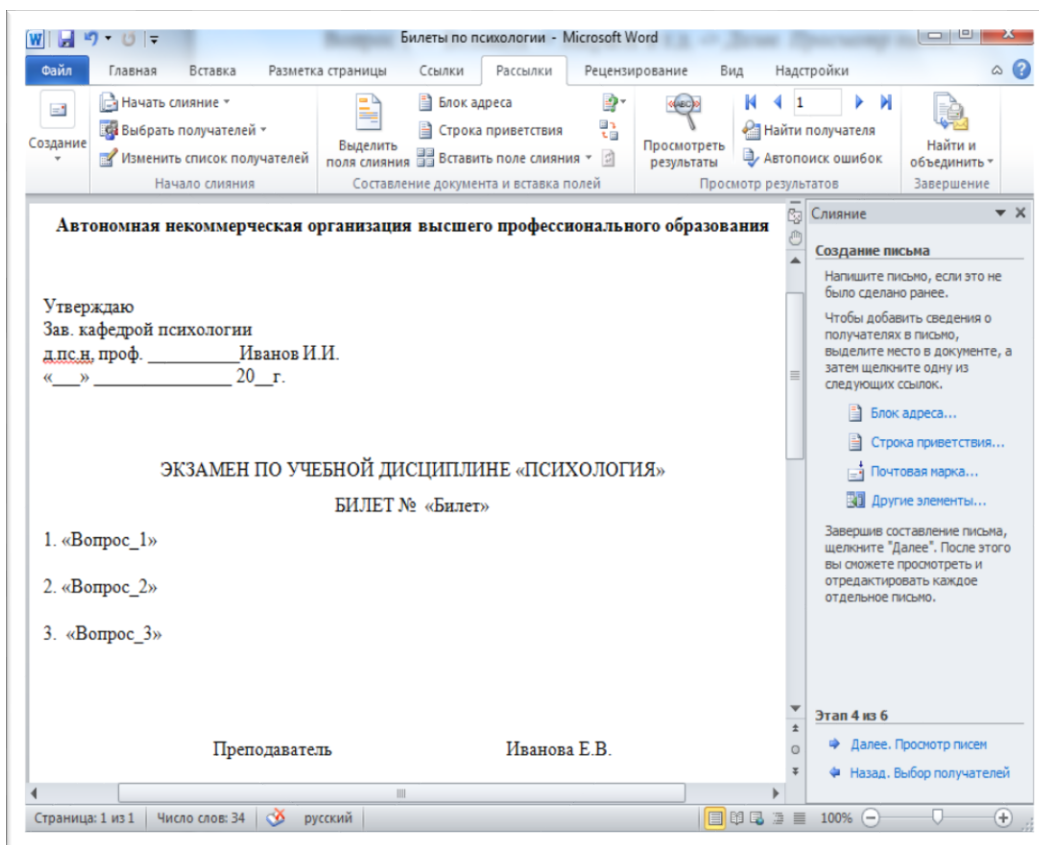 Билеты по психологии - Microsoft Word
Файл Главная Вставка Разметка страницы Ссылки Рассылки Рецензирование Вид Надстройки
Создание
Начать слияние
Выбрать получателей
Изменить список получателей
Начало слияния
Выделить поля слияния
Блок адреса
Строка приветствия
Вставить поле слияния
Составление документа и вставка полей
Просмотреть результаты
1
Найти получателя
Автопоиск ошибок
Просмотр результатов
Найти и объединить
Завершение
Автономная некоммерческая организация высшего профессионального образования
Утверждаю
Зав. кафедрой психологии
д.пс.н, проф. __________Иванов И.И.
«___» _______________ 20__г.
ЭКЗАМЕН ПО УЧЕБНОЙ ДИСЦИПЛИНЕ «ПСИХОЛОГИЯ»
БИЛЕТ № «Билет»
1. «Вопрос_1»
2. «Вопрос_2»
3. «Вопрос_3»
Преподаватель Иванова Е.В.
Слияние
Создание письма
Напишите письмо, если это не
было сделано ранее.
Чтобы добавить сведения о
получателях в письмо,
выделите место в документе, а
затем щелкните одну из
следующих ссылок.
Блок адреса...
Строка приветствия...
Почтовая марка...
Другие элементы...
Завершив составление письма,
щелкните "Далее". После этого
вы сможете просмотреть и
отредактировать каждое
отдельное письмо.
Этап 4 из 6
Далее. Просмотр писем
Назад. Выбор получателей
Страница: 1 из 1 Число слов: 34 русский 100%